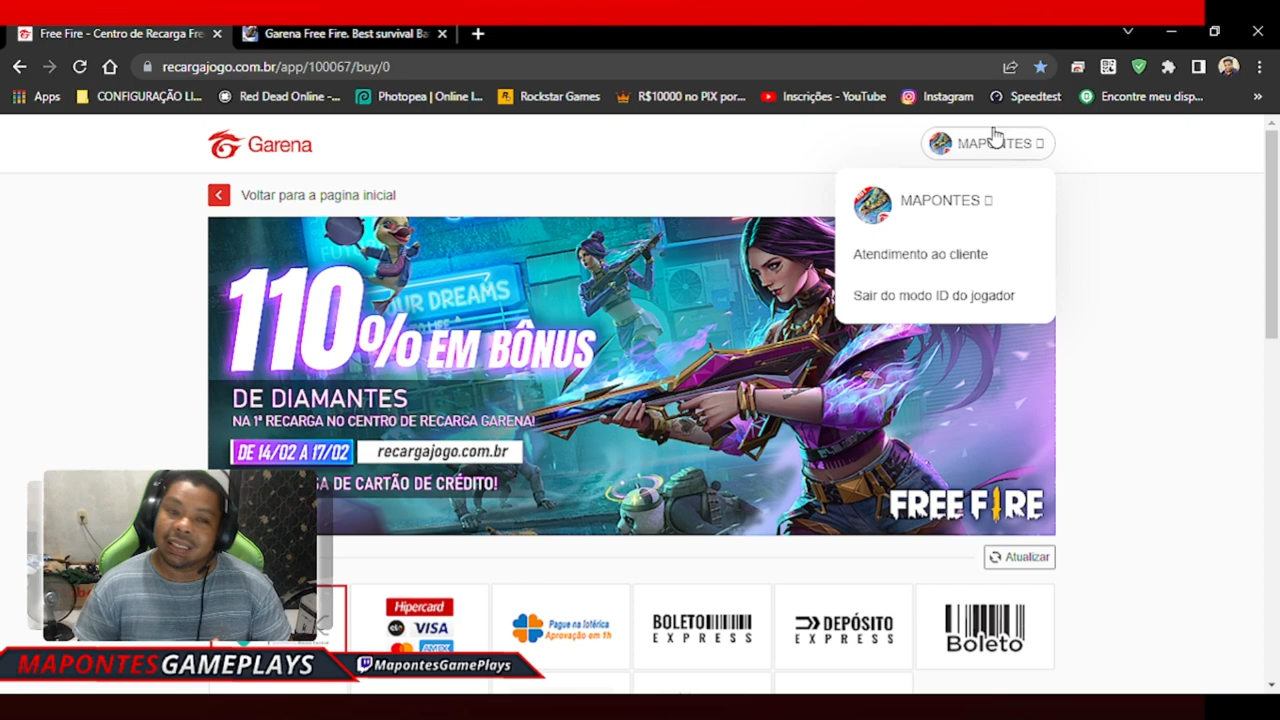 Free Fire - Centro de Recarga Fre
Garena Free Fire. Best survival Ba
recargajogo.com.br/app/100067/buy/0
Apps
CONFIGURAÇÃO LI...
Red Dead Online -...
Photopea | Online I...
Rockstar Games
R$10000 no PIX por...
Inscrições - YouTube
Instagram
Speedtest
Encontre meu disp...
Garena
MAPONTES
Voltar para a pagina inicial
MAPONTES
Atendimento ao cliente
Sair do modo ID do jogador
OUR DREAMS
110% EM BÔNUS
DE DIAMANTES
NA 1ª RECARGA NO CENTRO DE RECARGA GARENA!
DE 14/02 A 17/02
recargajogo.com.br
SA DE CARTÃO DE CRÉDITO!
FREE FIRE
Atualizar
Hipercard
elo VISA
AMEX
Pague na lotérica
Aprovação em 1h
BOLETO
EXPRESS
DEPÓSITO
EXPRESS
Boleto
MAPONTESGAMEPLAYS
MapontesGamePlays